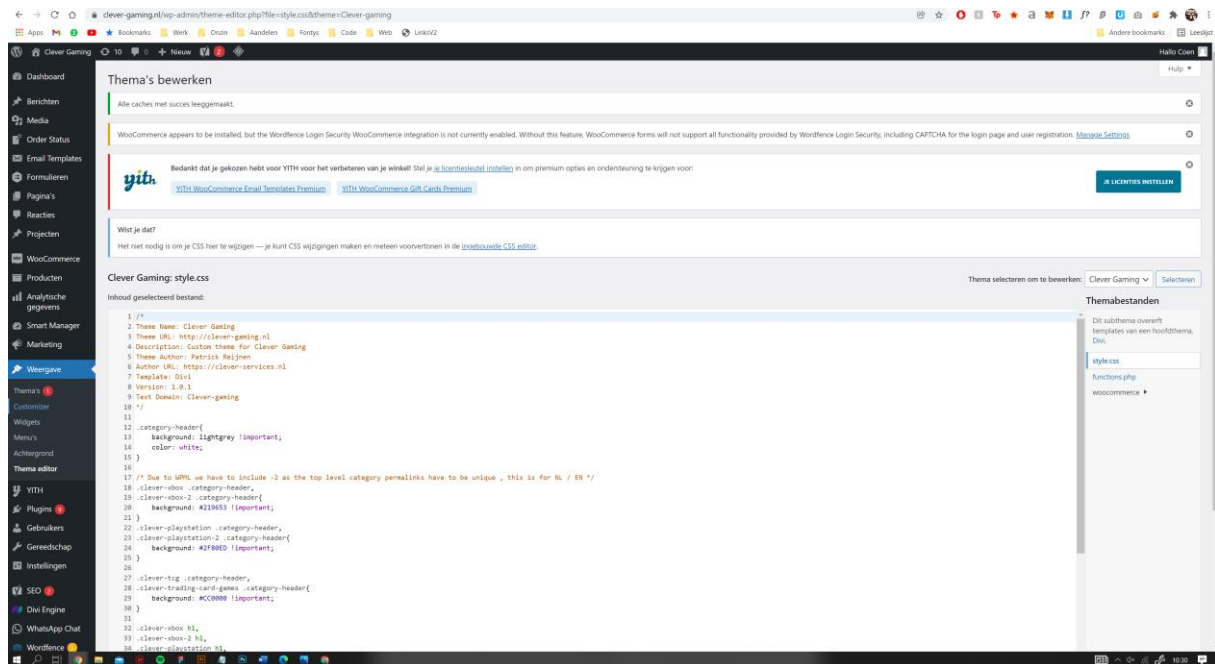 clever-gaming.nl/wp-admin/theme-editor.php?file=style.css&theme=Clever-gaming
Apps
Bookmarks
Werk
Onzin
Aandelen
Fontys
Code
Web
LinksV2
Andere bookmarks
Leeslijst
Clever Gaming
10
0
Nieuw
2
Hallo Coen
Dashboard
Berichten
Media
Order Status
Email Templates
Formulieren
Pagina's
Reacties
Projecten
WooCommerce
Producten
Analytische
gegevens
Smart Manager
Marketing
Weergave
Thema's 1
Customizer
Widgets
Menu's
Achtergrond
Thema editor
YITH
Plugins 9
Gebruikers
Gereedschap
Instellingen
SEO 2
Divi Engine
WhatsApp Chat
Wordfence
Hulp
Thema's bewerken
Alle caches met succes leeggemaakt.
WooCommerce appears to be installed, but the Wordfence Login Security WooCommerce integration is not currently enabled. Without this feature, WooCommerce forms will not support all functionality provided by Wordfence Login Security, including CAPTCHA for the login page and user registration. Manage Settings.
yith
Bedankt dat je gekozen hebt voor YITH voor het verbeteren van je winkel! Stel je je licentiesleutel instellen in om premium opties en ondersteuning te krijgen voor:
YITH WooCommerce Email Templates Premium
YITH WooCommerce Gift Cards Premium
JE LICENTIES INSTELLEN
Wist je dat?
Het niet nodig is om je CSS hier te wijzigen — je kunt CSS wijzigingen maken en meteen voorvertonen in de ingebouwde CSS editor.
Clever Gaming: style.css
Thema selecteren om te bewerken: Clever Gaming Selecteren
Inhoud geselecteerd bestand:
1 /*
2 Theme Name: Clever Gaming
3 Theme URL: http://clever-gaming.nl
4 Description: Custom theme for Clever Gaming
5 Theme Author: Patrick Reijnen
6 Author URL: https://clever-services.nl
7 Template: Divi
8 Version: 1.0.1
9 Text Domain: Clever-gaming
10 */
11
12 .category-header{
13 background: lightgrey !important;
14 color: white;
15 }
16
17 /* Due to WPML we have to include -2 as the top level category permalinks have to be unique , this is for NL / EN */
18 .clever-xbox .category-header,
19 .clever-xbox-2 .category-header{
20 background: #219653 !important;
21 }
22 .clever-playstation .category-header,
23 .clever-playstation-2 .category-header{
24 background: #2F80ED !important;
25 }
26
27 .clever-tcg .category-header,
28 .clever-trading-card-games .category-header{
29 background: #CC0000 !important;
30 }
31
32 .clever-xbox h1,
33 .clever-xbox-2 h1,
34 .clever-playstation h1,
Themabestanden
Dit subthema overerft
templates van een hoofdthema,
Divi.
style.css
functions.php
woocommerce
10:30